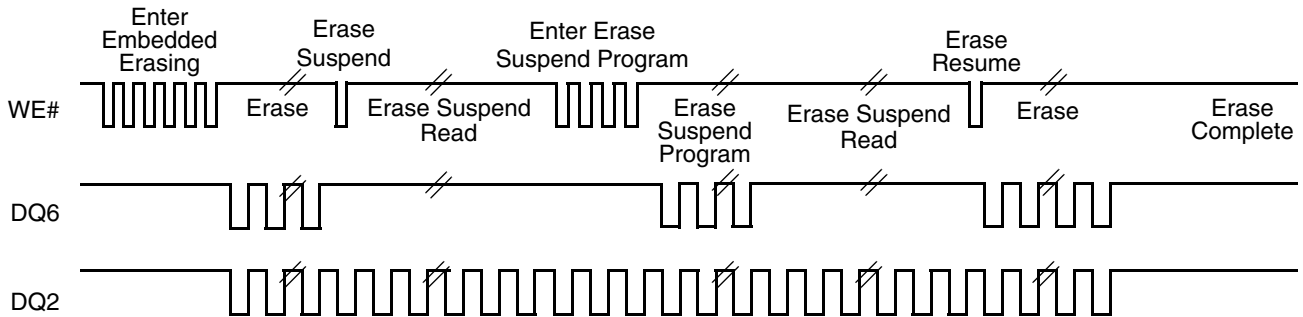 Enter
Embedded
Erasing
Erase
Suspend
Enter Erase
Suspend Program
Erase
Resume
WE#
Erase
Erase Suspend
Read
Erase
Suspend
Program
Erase Suspend
Read
Erase
Erase
Complete
DQ6
DQ2